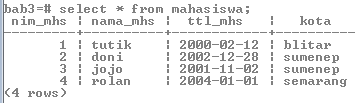 bab3=# select * from mahasiswa;
nim_mhs | nama_mhs | ttl_mhs | kota
---------+----------+------------+----------
1 | tutik | 2000-02-12 | blitar
2 | doni | 2002-12-28 | sumenep
3 | jojo | 2001-11-02 | sumenep
4 | rolan | 2004-01-01 | semarang
(4 rows)